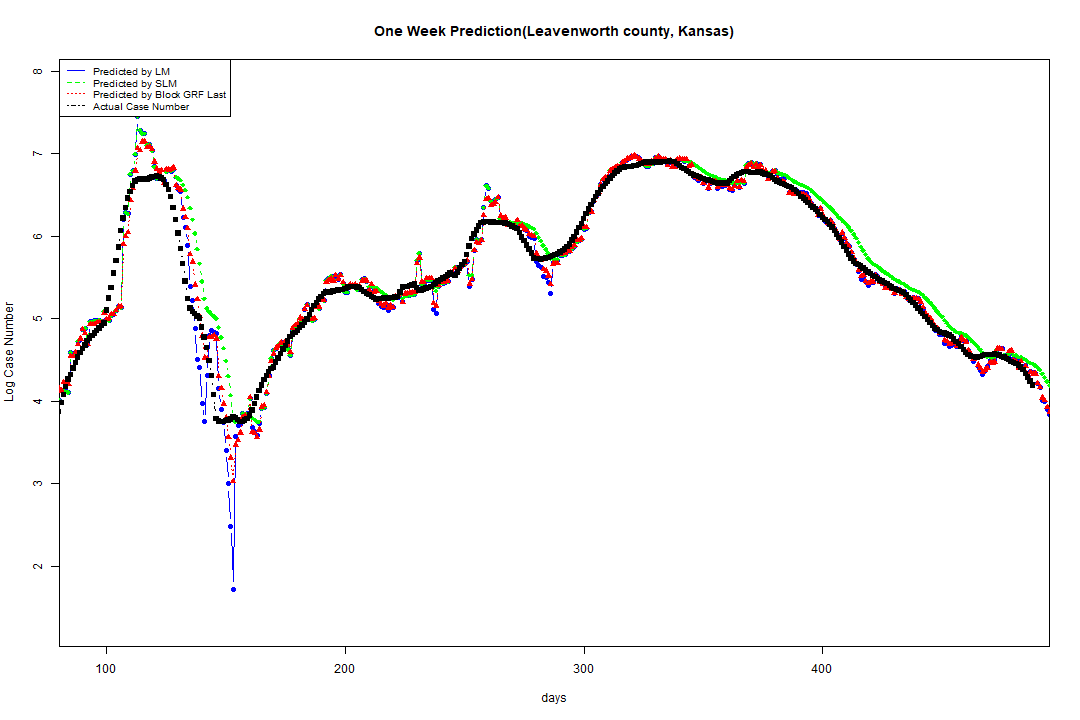 One Week Prediction(Leavenworth county, Kansas)
Predicted by LM
Predicted by SLM
Predicted by Block GRF Last
Actual Case Number
8
7
6
5
4
3
2
Log Case Number
100 200 300 400
days